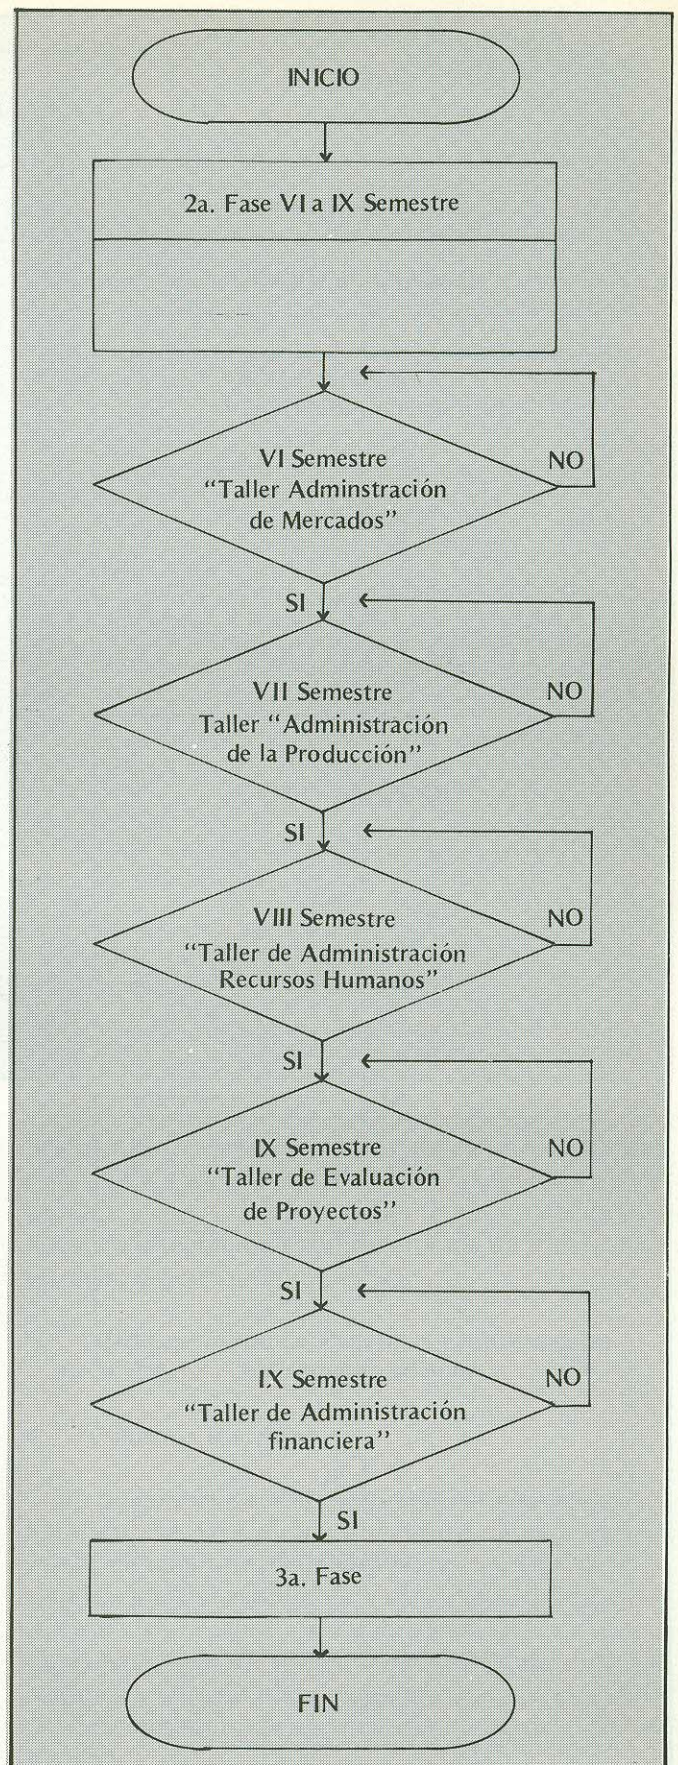 INICIO
2a. Fase VI a IX Semestre
VI Semestre
NO
“Taller Adminstración
de Mercados”
SI
VII Semestre
NO
Taller “Administración
de la Producción”
SI
VIII Semestre
NO
“Taller de Administración
Recursos Humanos”
SI
IX Semestre
NO
“Taller de Evaluación
de Proyectos”
SI
IX Semestre
NO
“Taller de Administración
financiera”
SI
3a. Fase
FIN